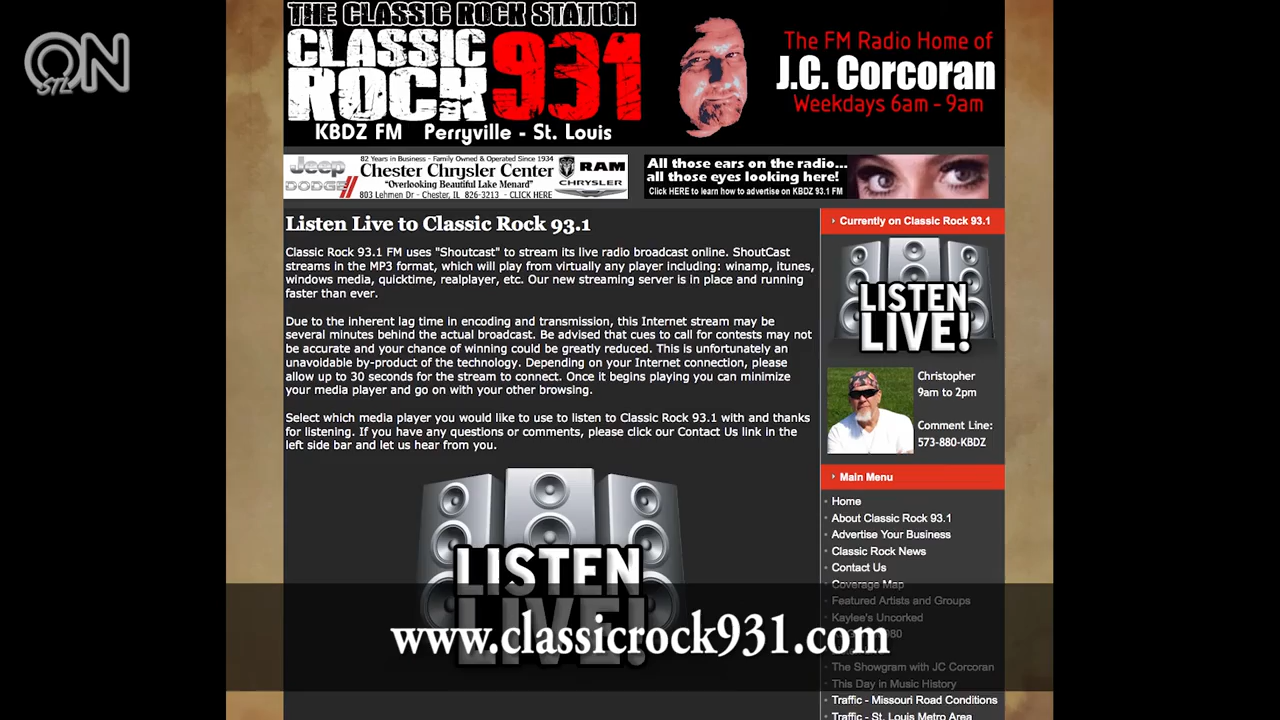 ON
STL
THE CLASSIC ROCK STATION
CLASSIC
ROCK 931
KBDZ FM Perryville - St. Louis
The FM Radio Home of
J.C. Corcoran
Weekdays 6am - 9am
Jeep
DODGE
82 Years in Business - Family Owned & Operated Since 1934
Chester Chrysler Center
"Overlooking Beautiful Lake Menard"
803 Lehmen Dr - Chester, IL 826-3213 - CLICK HERE
RAM
CHRYSLER
All those ears on the radio...
all those eyes looking here!
Click HERE to learn how to advertise on KBDZ 93.1 FM
Listen Live to Classic Rock 93.1
Classic Rock 93.1 FM uses "Shoutcast" to stream its live radio broadcast online. ShoutCast
streams in the MP3 format, which will play from virtually any player including: winamp, itunes,
windows media, quicktime, realplayer, etc. Our new streaming server is in place and running
faster than ever.
Due to the inherent lag time in encoding and transmission, this Internet stream may be
several minutes behind the actual broadcast. Be advised that cues to call for contests may not
be accurate and your chance of winning could be greatly reduced. This is unfortunately an
unavoidable by-product of the technology. Depending on your Internet connection, please
allow up to 30 seconds for the stream to connect. Once it begins playing you can minimize
your media player and go on with your other browsing.
Select which media player you would like to use to listen to Classic Rock 93.1 with and thanks
for listening. If you have any questions or comments, please click our Contact Us link in the
left side bar and let us hear from you.
LISTEN
LIVE!
www.classicrock931.com
Currently on Classic Rock 93.1
LISTEN
LIVE!
Christopher
9am to 2pm
Comment Line:
573-880-KBDZ
Main Menu
Home
About Classic Rock 93.1
Advertise Your Business
Classic Rock News
Contact Us
Coverage Map
Featured Artists and Groups
Kaylee's Uncorked
The Showgram with JC Corcoran
This Day in Music History
Traffic - Missouri Road Conditions
Traffic - St. Louis Metro Area